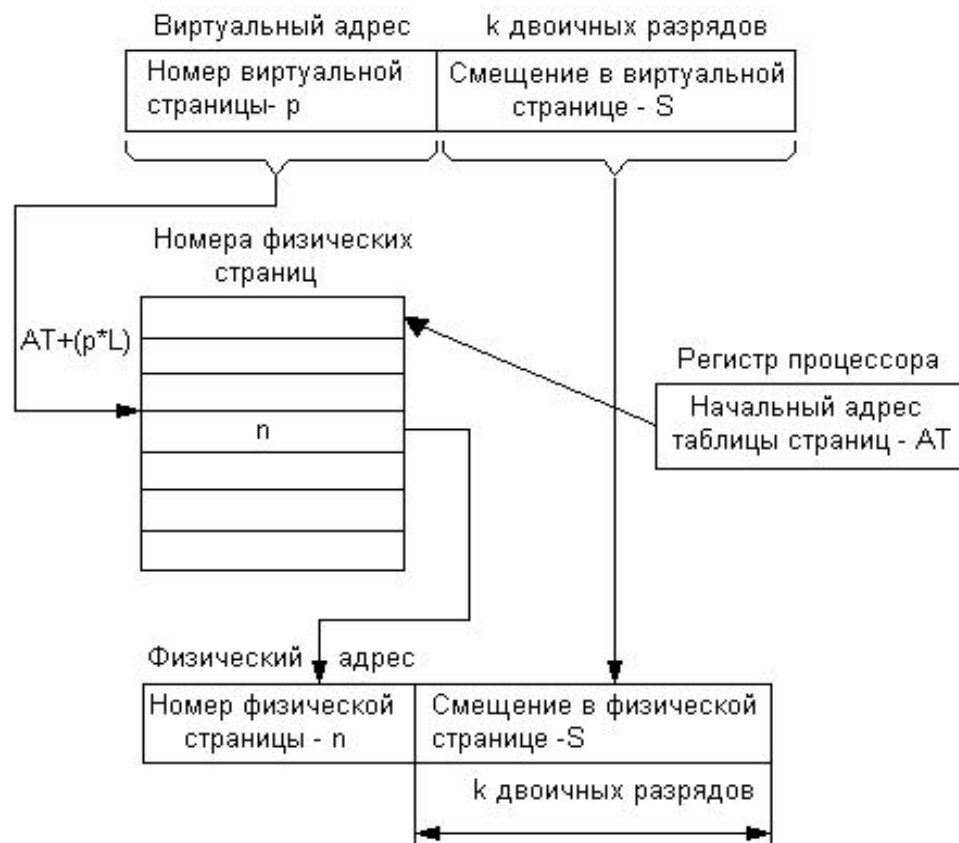 Виртуальный адрес
k двоичных разрядов
Номер виртуальной
страницы- p
Смещение в виртуальной
странице - S
Номера физических
страниц
AT+(p*L)
n
Регистр процессора
Начальный адрес
таблицы страниц - AT
Физический адрес
Номер физической
страницы - n
Смещение в физической
странице -S
k двоичных разрядов